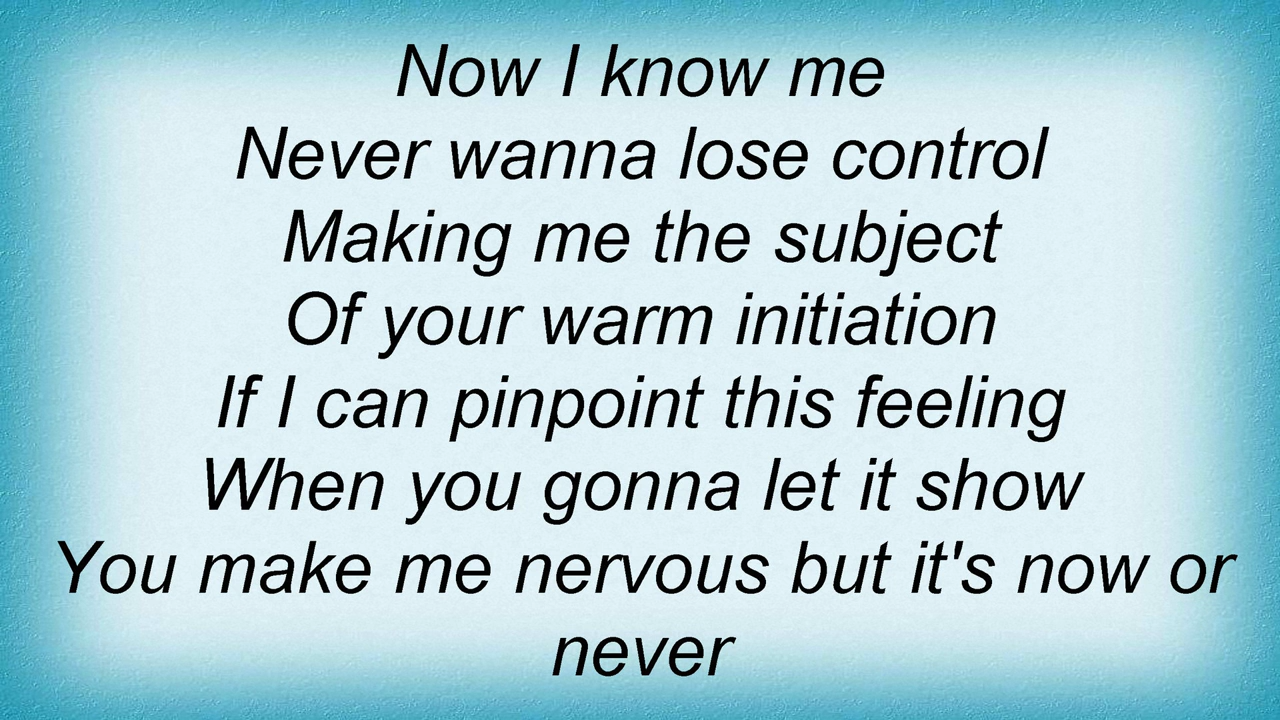 Now I know me
Never wanna lose control
Making me the subject
Of your warm initiation
If I can pinpoint this feeling
When you gonna let it show
You make me nervous but it's now or
never